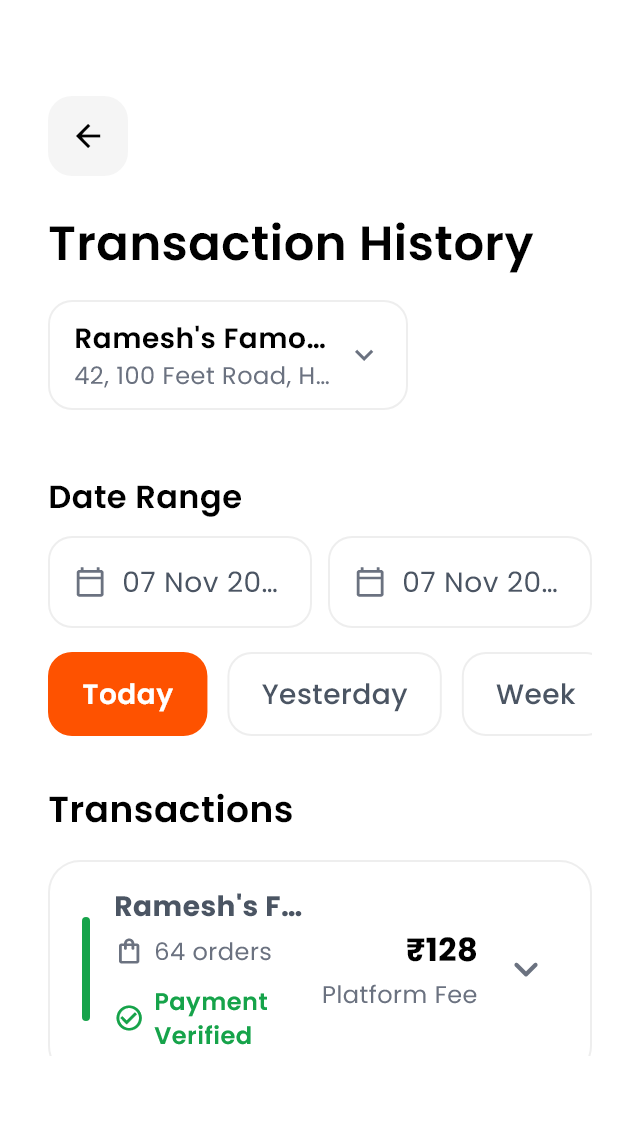 Transaction History
Ramesh's Famo...
42, 100 Feet Road, H...
Date Range
07 Nov 20...
07 Nov 20...
Today
Yesterday
Week
Transactions
Ramesh's F...
64 orders
Payment
Verified
₹128
Platform Fee